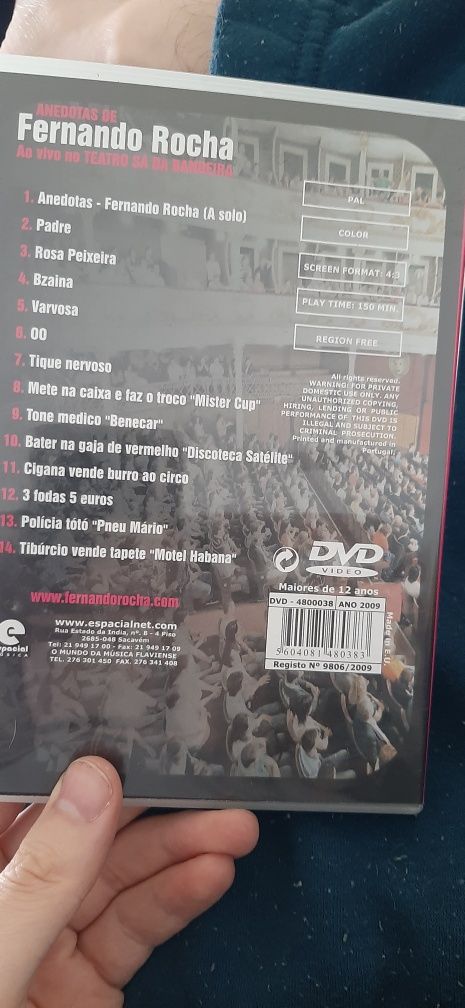 ANEDOTAS DE
Fernando Rocha
Ao vivo no TEATRO SÁ DA BANDEIRA
1. Anedotas - Fernando Rocha (A solo)
2. Padre
3. Rosa Peixeira
4. Bzaina
5. Varvosa
6. OO
7. Tique nervoso
8. Mete na caixa e faz o troco "Mister Cup"
9. Tone medico "Benecar"
10. Bater na gaja de vermelho "Discoteca Satélite"
11. Cigana vende burro ao circo
12. 3 fodas 5 euros
13. Polícia tótó "Pneu Mário"
14. Tibúrcio vende tapete "Motel Habana"
PAL
COLOR
SCREEN FORMAT: 4:3
PLAY TIME: 150 MIN.
REGION FREE
All rights reserved.
WARNING: FOR PRIVATE
DOMESTIC USE ONLY. ANY
UNAUTHORIZED COPYING,
HIRING, LENDING OR PUBLIC
PERFORMANCE OF THIS DVD IS
ILLEGAL AND SUBJECT TO
CRIMINAL PROSECUTION.
Printed and manufactured in
Portugal.
DVD
VIDEO
Maiores de 12 anos
DVD - 4800038 ANO 2009
5604081480383
Registo Nº 9806/2009
Made in E.U.
www.fernandorocha.com
www.espacialnet.com
Rua Estado da Índia, nº. 8 - 4 Piso
2685-048 Sacavém
Tel: 21 949 17 00 - Fax: 21 949 17 09
O MUNDO DA MÚSICA FLAVIENSE
TEL. 276 301 450 FAX. 276 341 408
e
spacial
MÚSICA